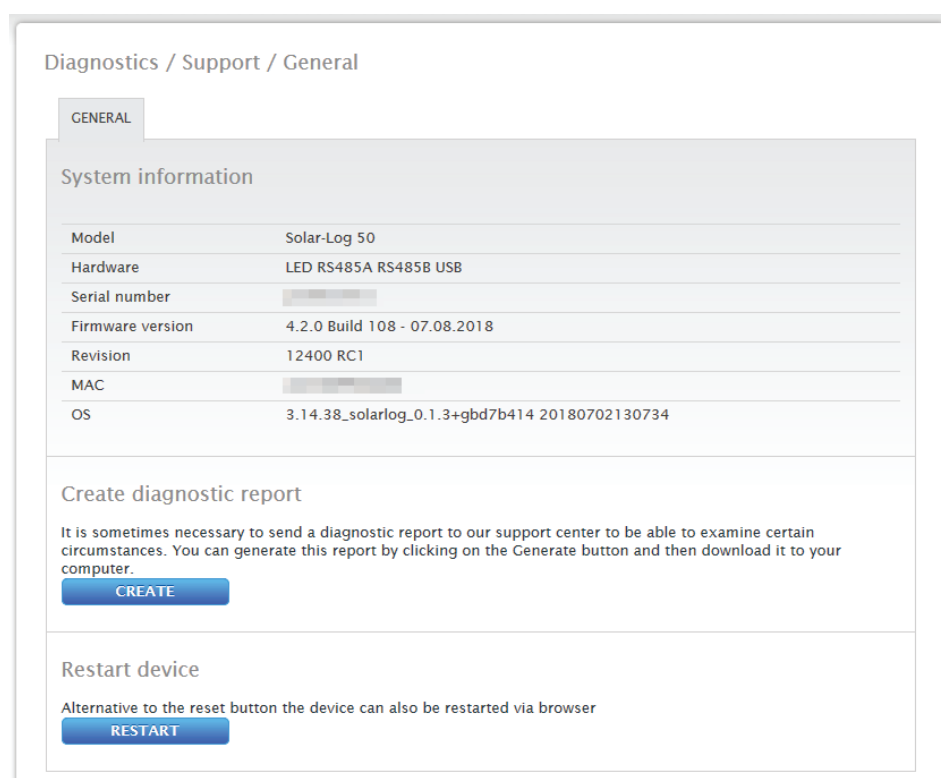 Diagnostics / Support / General
GENERAL
System information
Model Solar-Log 50
Hardware LED RS485A RS485B USB
Serial number
Firmware version 4.2.0 Build 108 - 07.08.2018
Revision 12400 RC1
MAC
OS 3.14.38_solarlog_0.1.3+gbd7b414 20180702130734
Create diagnostic report
It is sometimes necessary to send a diagnostic report to our support center to be able to examine certain
circumstances. You can generate this report by clicking on the Generate button and then download it to your
computer.
CREATE
Restart device
Alternative to the reset button the device can also be restarted via browser
RESTART